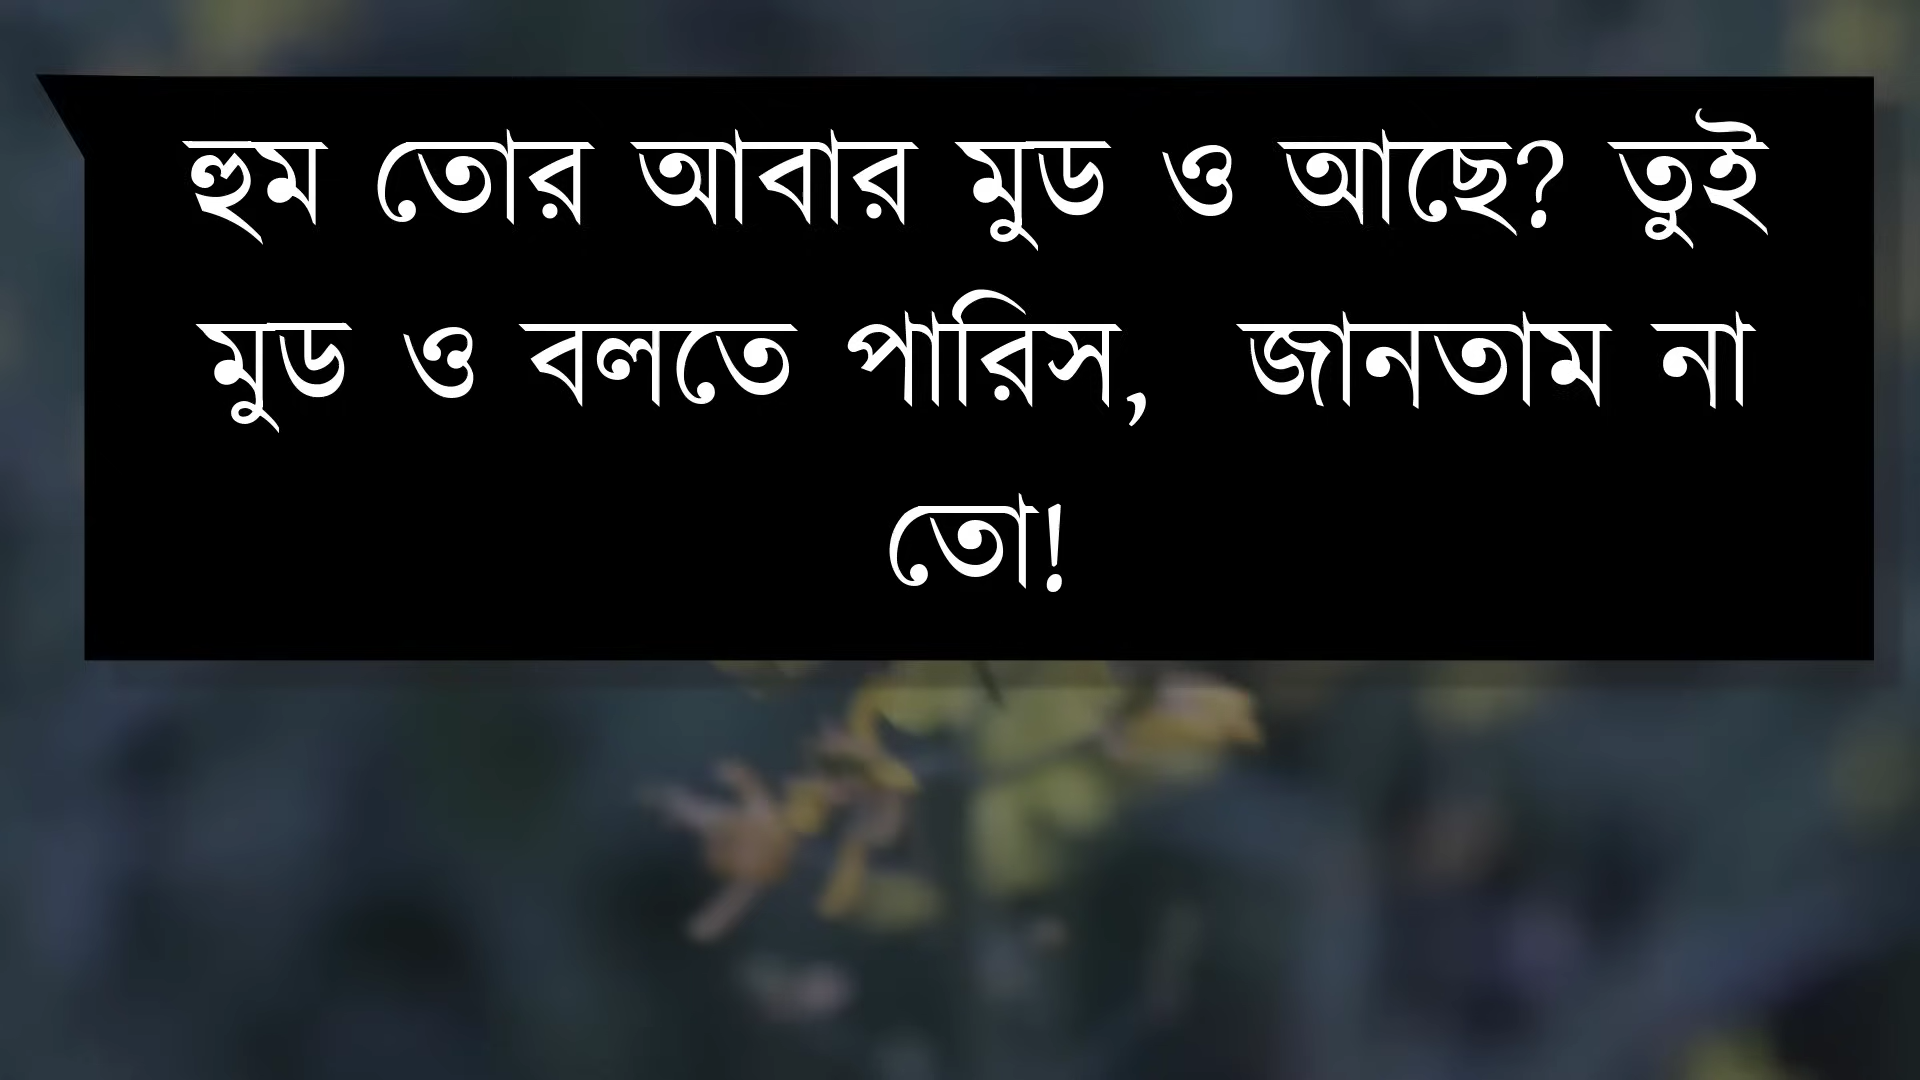 হুম তোর আবার মুড ও আছে? তুই
মুড ও বলতে পারিস, জানতাম না
তো!